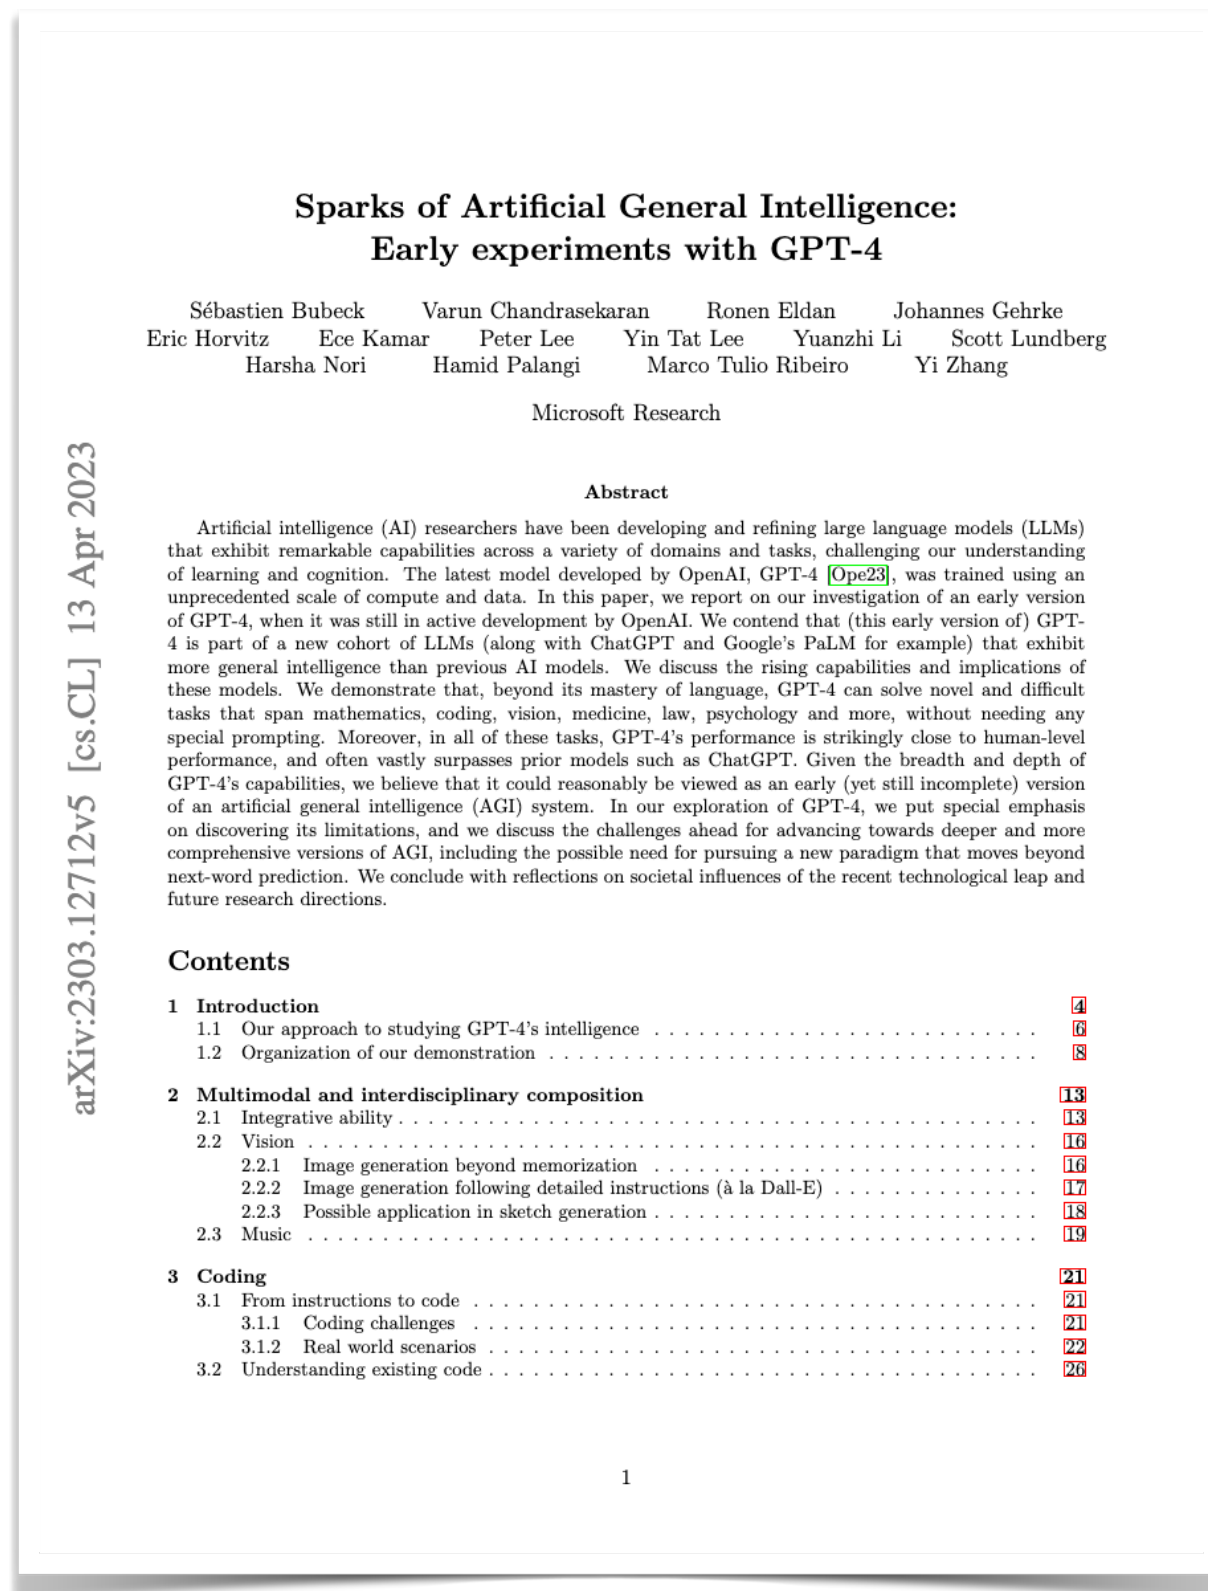 Sparks of Artificial General Intelligence:
Early experiments with GPT-4
Sébastien Bubeck Varun Chandrasekaran Ronen Eldan Johannes Gehrke
Eric Horvitz Ece Kamar Peter Lee Yin Tat Lee Yuanzhi Li Scott Lundberg
Harsha Nori Hamid Palangi Marco Tulio Ribeiro Yi Zhang
Microsoft Research
arXiv:2303.12712v5 [cs.CL] 13 Apr 2023
Abstract
Artificial intelligence (AI) researchers have been developing and refining large language models (LLMs)
that exhibit remarkable capabilities across a variety of domains and tasks, challenging our understanding
of learning and cognition. The latest model developed by OpenAI, GPT-4 [Ope23], was trained using an
unprecedented scale of compute and data. In this paper, we report on our investigation of an early version
of GPT-4, when it was still in active development by OpenAI. We contend that (this early version of) GPT-
4 is part of a new cohort of LLMs (along with ChatGPT and Google's PaLM for example) that exhibit
more general intelligence than previous AI models. We discuss the rising capabilities and implications of
these models. We demonstrate that, beyond its mastery of language, GPT-4 can solve novel and difficult
tasks that span mathematics, coding, vision, medicine, law, psychology and more, without needing any
special prompting. Moreover, in all of these tasks, GPT-4's performance is strikingly close to human-level
performance, and often vastly surpasses prior models such as ChatGPT. Given the breadth and depth of
GPT-4's capabilities, we believe that it could reasonably be viewed as an early (yet still incomplete) version
of an artificial general intelligence (AGI) system. In our exploration of GPT-4, we put special emphasis
on discovering its limitations, and we discuss the challenges ahead for advancing towards deeper and more
comprehensive versions of AGI, including the possible need for pursuing a new paradigm that moves beyond
next-word prediction. We conclude with reflections on societal influences of the recent technological leap and
future research directions.
Contents
1 Introduction 4
1.1 Our approach to studying GPT-4's intelligence . . . . . . . . . . . . . . . . . . . . . . . . . . 6
1.2 Organization of our demonstration . . . . . . . . . . . . . . . . . . . . . . . . . . . . . . . . 8
2 Multimodal and interdisciplinary composition 13
2.1 Integrative ability . . . . . . . . . . . . . . . . . . . . . . . . . . . . . . . . . . . . . . . . 13
2.2 Vision . . . . . . . . . . . . . . . . . . . . . . . . . . . . . . . . . . . . . . . . . . . . . 16
2.2.1 Image generation beyond memorization . . . . . . . . . . . . . . . . . . . . . . . . . . 16
2.2.2 Image generation following detailed instructions (à la Dall-E) . . . . . . . . . . . . . . 17
2.2.3 Possible application in sketch generation . . . . . . . . . . . . . . . . . . . . . . . . . . 18
2.3 Music . . . . . . . . . . . . . . . . . . . . . . . . . . . . . . . . . . . . . . . . . . . . . 19
3 Coding 21
3.1 From instructions to code . . . . . . . . . . . . . . . . . . . . . . . . . . . . . . . . . . . . 21
3.1.1 Coding challenges . . . . . . . . . . . . . . . . . . . . . . . . . . . . . . . . . . . . 21
3.1.2 Real world scenarios . . . . . . . . . . . . . . . . . . . . . . . . . . . . . . . . . . . 22
3.2 Understanding existing code . . . . . . . . . . . . . . . . . . . . . . . . . . . . . . . . . . . 26
1